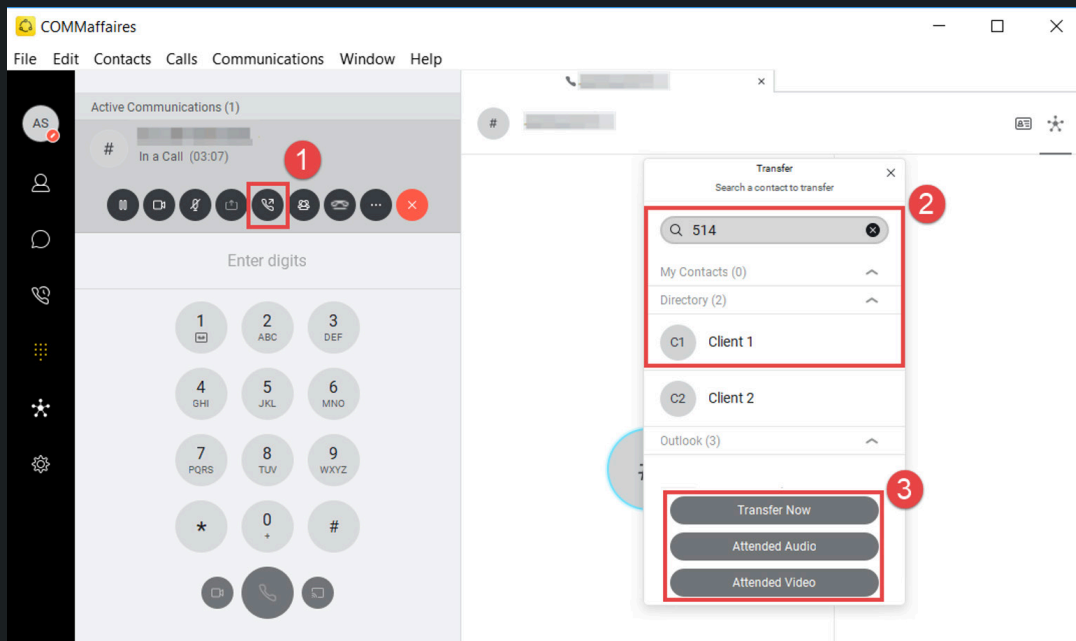 COMMaffaires
File Edit Contacts Calls Communications Window Help
AS
Active Communications (1)
#
In a Call (03:07)
1
Enter digits
1 2 3
ABC DEF
4 5 6
GHI JKL MNO
7 8 9
PQRS TUV WXYZ
* 0 #
+
#
Transfer
Search a contact to transfer
2
514
My Contacts (0)
Directory (2)
C1 Client 1
C2 Client 2
Outlook (3)
3
Transfer Now
Attended Audio
Attended Video